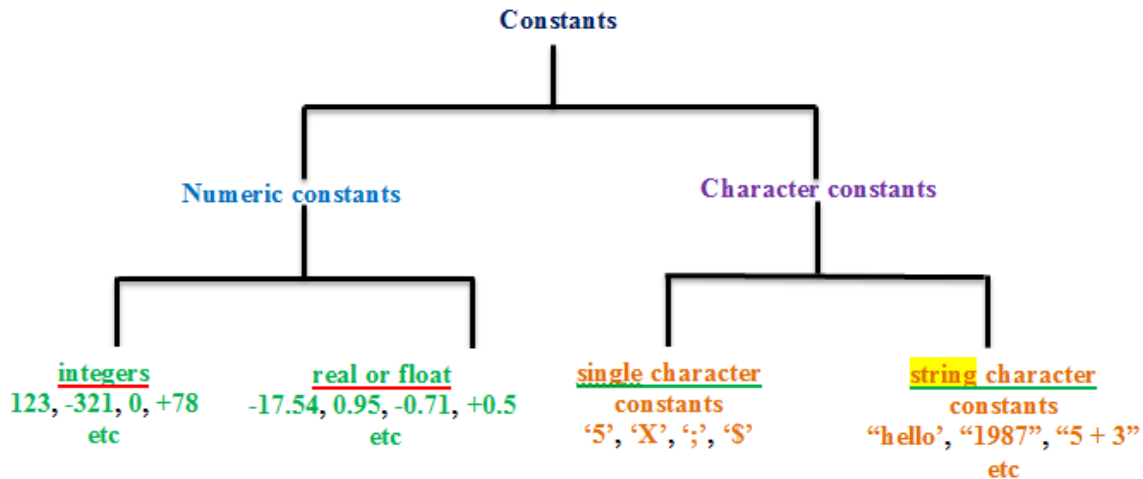 Constants
Numeric constants
Character constants
integers
123, -321, 0, +78
etc
real or float
-17.54, 0.95, -0.71, +0.5
etc
single character
constants
‘5’, ‘X’, ‘;’, ‘$’
string character
constants
“hello’, “1987”, “5 + 3”
etc